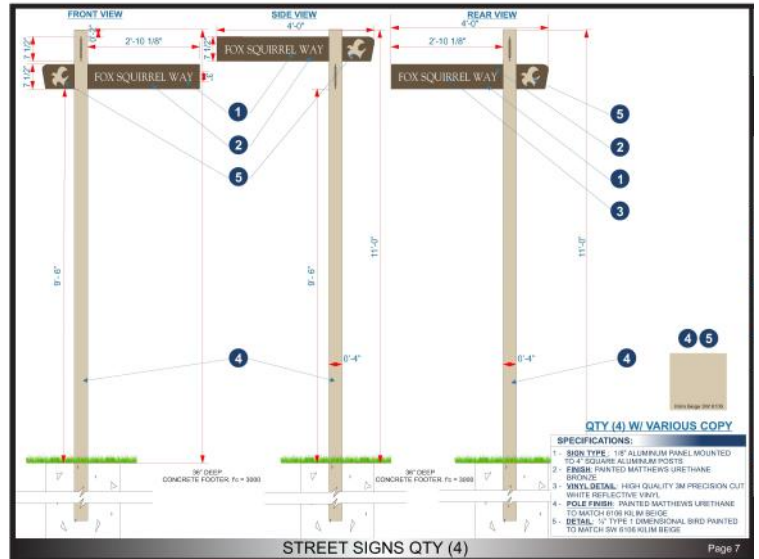 FRONT VIEW
SIDE VIEW
REAR VIEW
4'-0"
4'-0"
2'-10 1/8"
2'-10 1/8"
7 1/2"
7 1/2"
7 1/2"
FOX SQUIRREL WAY
FOX SQUIRREL WAY
FOX SQUIRREL WAY
1
2
5
5
2
1
3
9'- 6"
11'-0"
9'- 6"
11'-0"
0'-4"
0'-4"
4
4
4 5
Kilim Beige SW 6106
36" DEEP
CONCRETE FOOTER. f'c = 3000
36" DEEP
CONCRETE FOOTER. f'c = 3000
QTY (4) W/ VARIOUS COPY
SPECIFICATIONS:
1 - SIGN TYPE : 1/8" ALUMINUM PANEL MOUNTED
TO 4" SQUARE ALUMINUM POSTS
2 - FINISH: PAINTED MATTHEWS URETHANE
BRONZE
3 - VINYL DETAIL: HIGH QUALITY 3M PRECISION CUT
WHITE REFLECTIVE VINYL
4 - POLE FINISH: PAINTED MATTHEWS URETHANE
TO MATCH 6106 KILIM BEIGE
5 - DETAIL: ¼" TYPE 1 DIMENSIONAL BIRD PAINTED
TO MATCH SW 6106 KILIM BEIGE
STREET SIGNS QTY (4)
Page 7